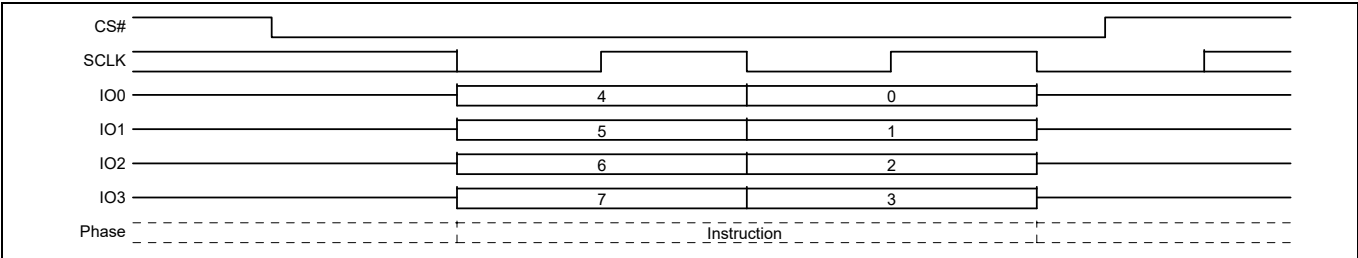 CS#
SCLK
IO0 4 0
IO1 5 1
IO2 6 2
IO3 7 3
Phase Instruction